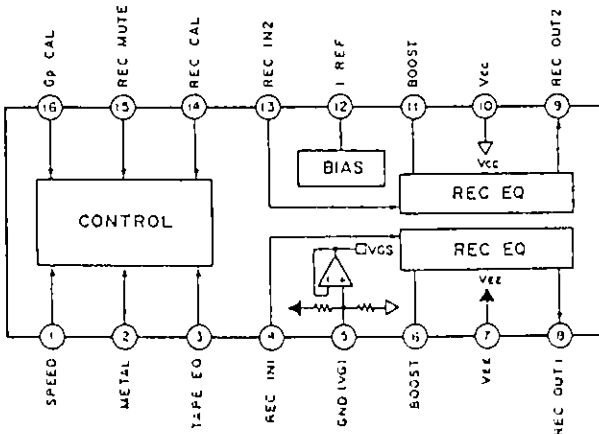 Gp CAL
REC MUTE
REC CAL
REC IN2
I REF
BOOST
Vcc
REC OUT2
16
15
14
13
12
11
10
9
BIAS
VCC
REC EQ
CONTROL
REC EQ
VGS
- +
VEE
1
2
3
4
5
6
7
8
SPEED
METAL
TAPE EQ
REC IN1
GND(VG)
BOOST
VEE
REC OUT1